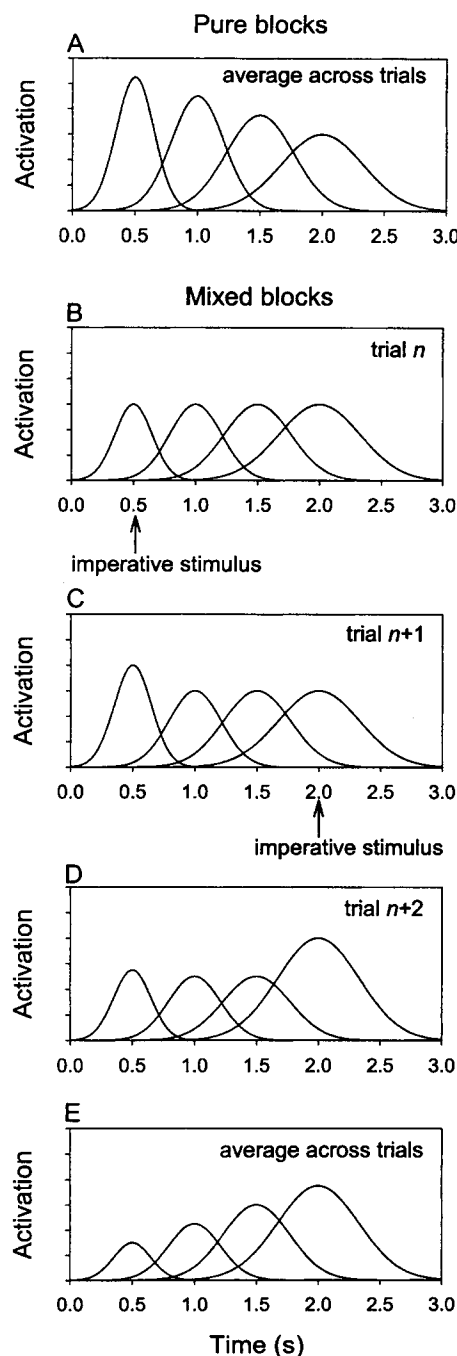 Pure blocks
A
average across trials
Activation
0.0 0.5 1.0 1.5 2.0 2.5 3.0
Mixed blocks
B
trial n
Activation
0.0 0.5 1.0 1.5 2.0 2.5 3.0
imperative stimulus
C
trial n+1
Activation
0.0 0.5 1.0 1.5 2.0 2.5 3.0
imperative stimulus
D
trial n+2
Activation
0.0 0.5 1.0 1.5 2.0 2.5 3.0
E
average across trials
Activation
0.0 0.5 1.0 1.5 2.0 2.5 3.0
Time (s)